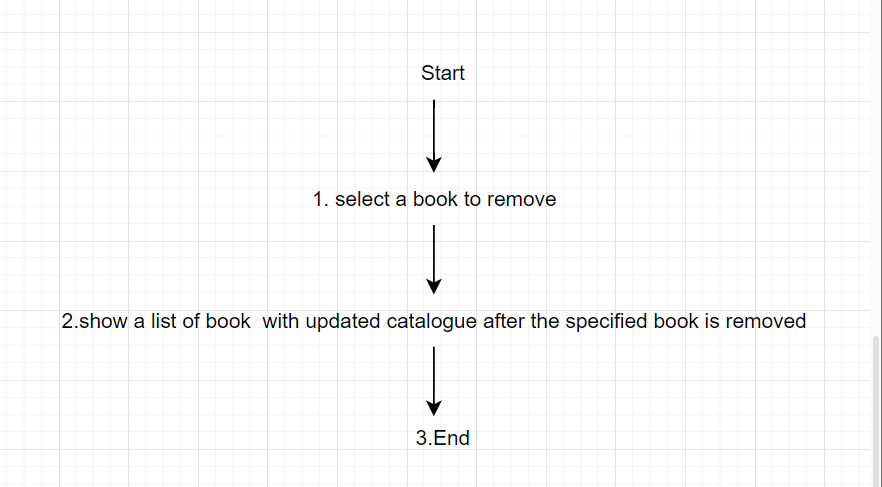 Start
1. select a book to remove
2.show a list of book  with updated catalogue after the specified book is removed
3.End